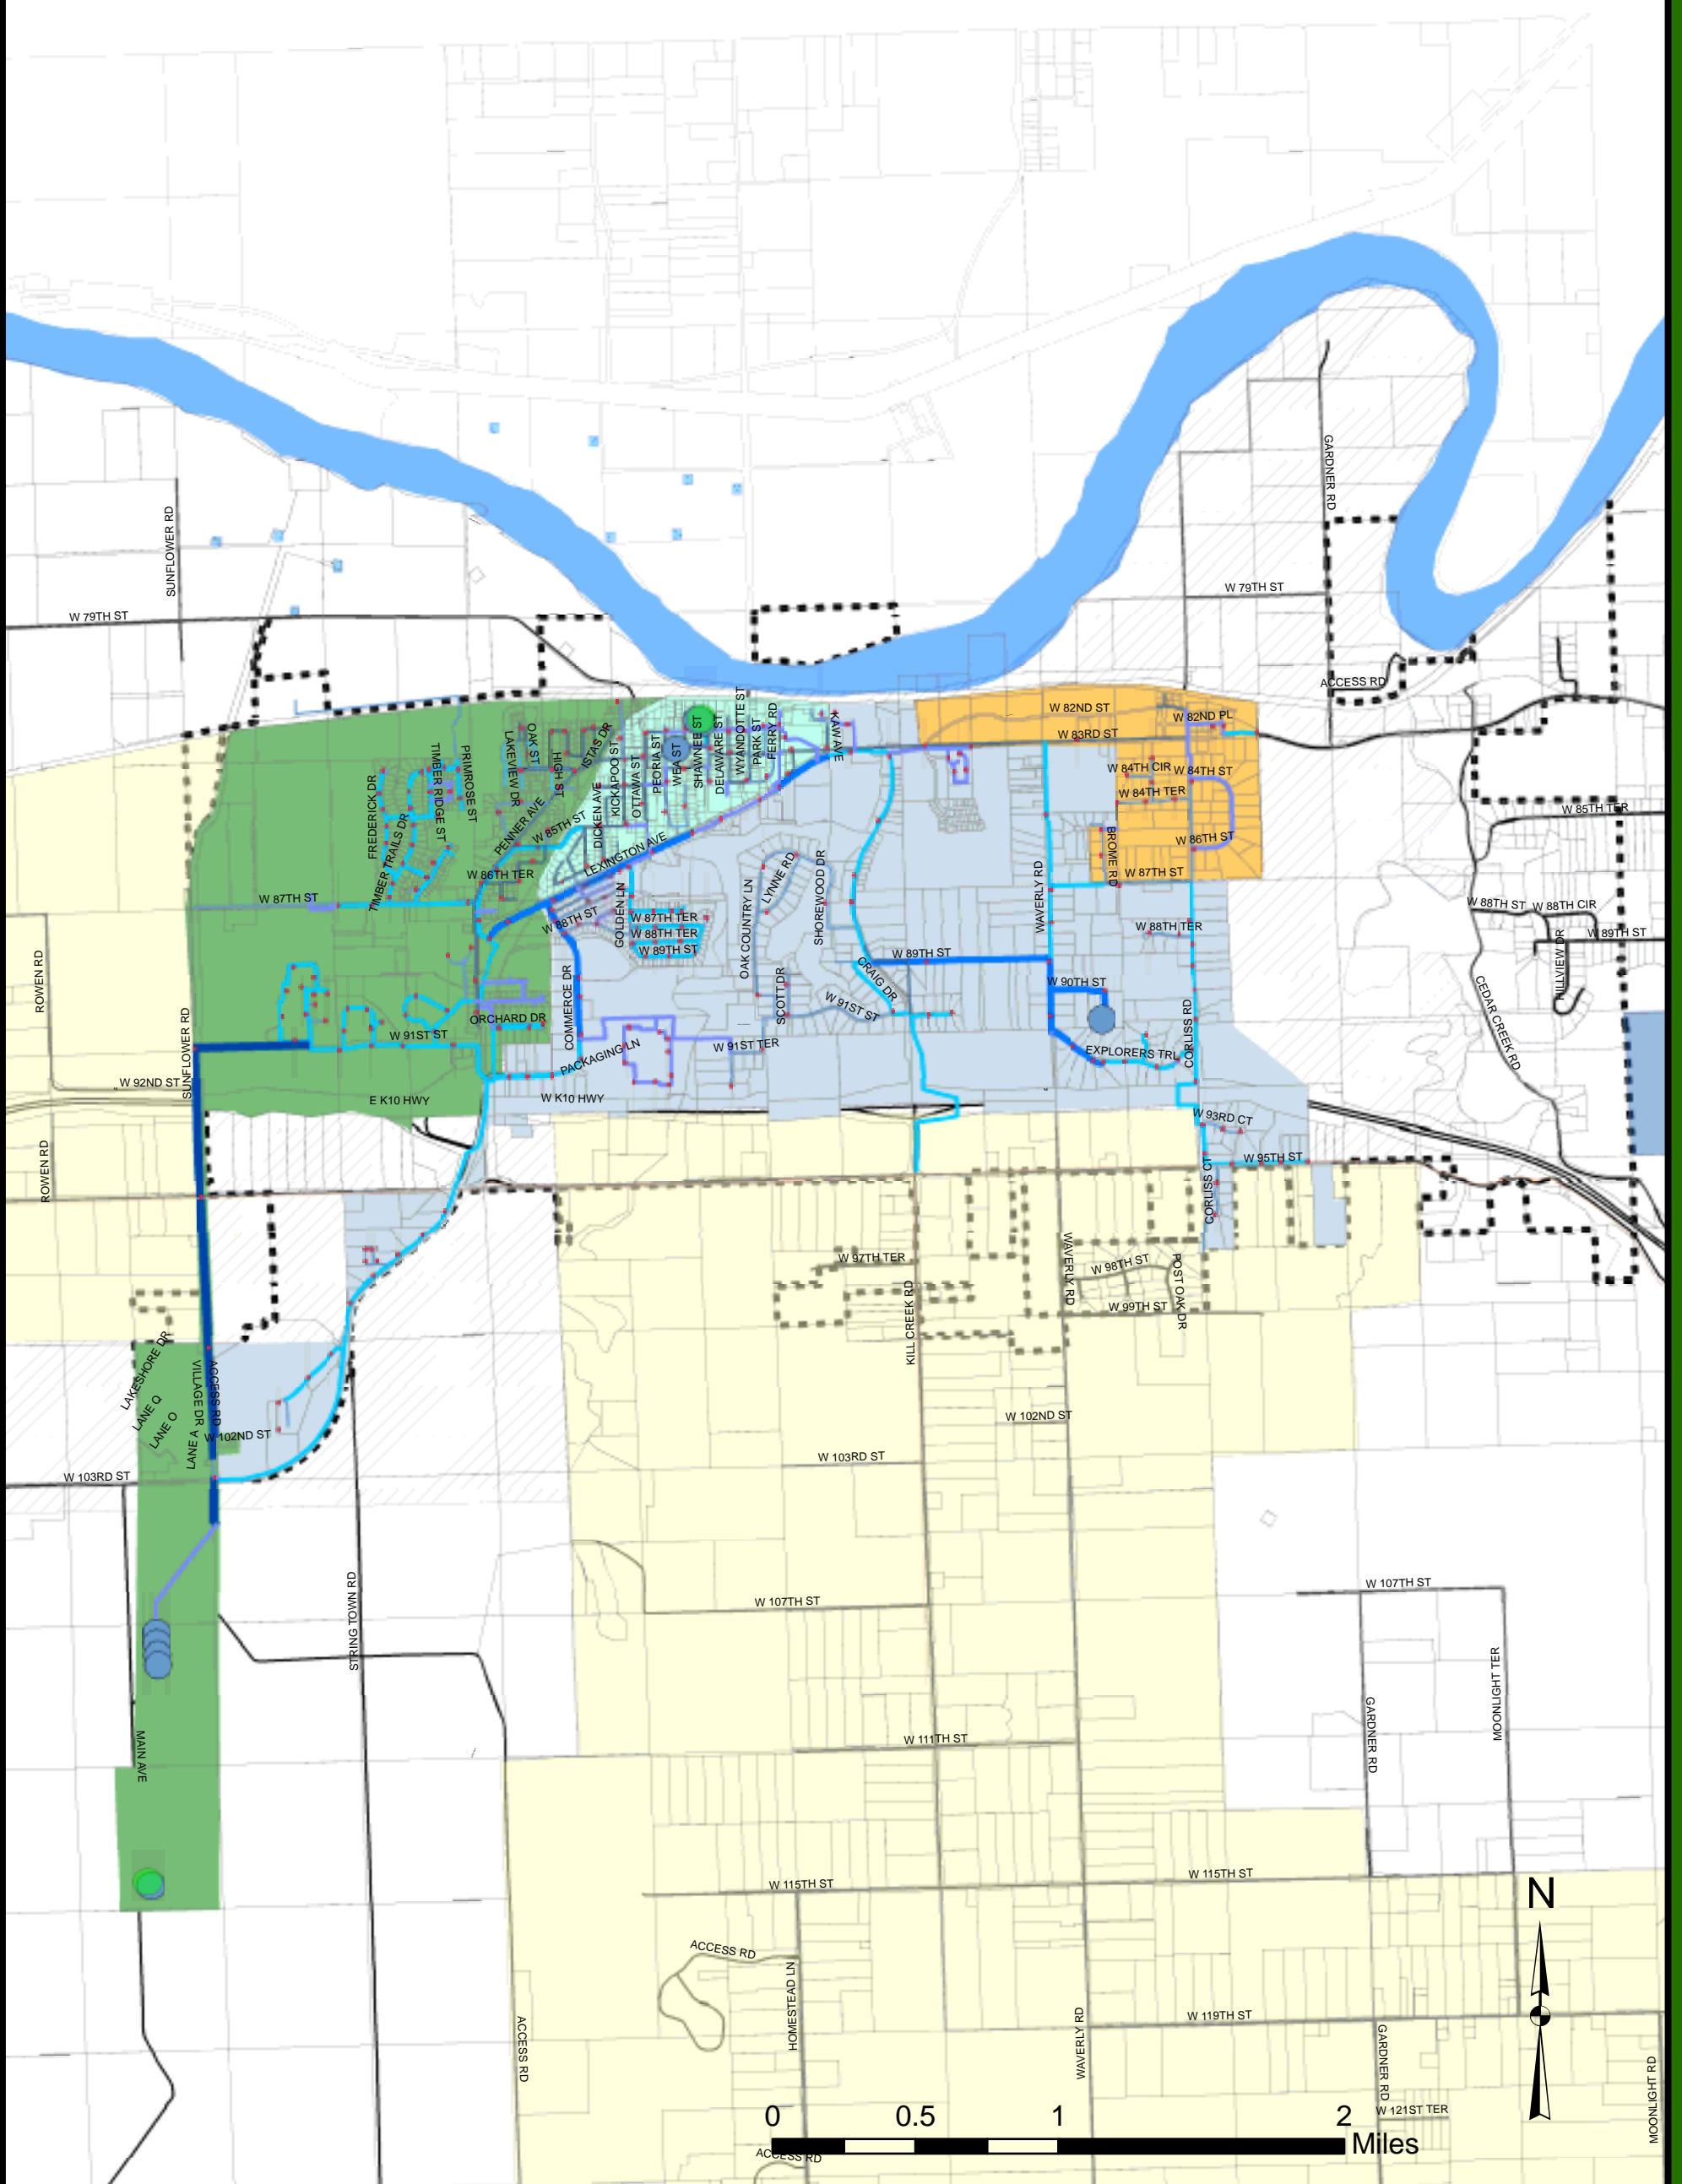 GARDNER RD
SUNFLOWER RD
W 79TH ST
W 79TH ST
ACCESS RD
W 82ND ST
W 82ND PL
W 83RD ST
KAW AVE
FERRY RD
PARK ST
WYANDOTTE ST
DELAWARE ST
SHAWNEE ST
WEA ST
PEORIA ST
OTTAWA ST
KICKAPOO ST
DICKEN AVE
ISTAS DR
HIGH ST
OAK ST
LAKEVIEW DR
PRIMROSE ST
TIMBER RIDGE ST
FREDERICK DR
TIMBER TRAILS DR
PENNER AVE
W 85TH ST
LEXINGTON AVE
W 86TH TER
W 84TH CIR
W 84TH ST
W 84TH TER
W 86TH ST
BROME RD
W 87TH ST
W 85TH TER
W 87TH ST
W 88TH ST
GOLDEN LN
W 87TH TER
W 88TH TER
W 89TH ST
OAK COUNTRY LN
LYNNE RD
SHOREWOOD DR
WAVERLY RD
W 88TH TER
W 88TH ST
W 88TH CIR
W 89TH ST
HILLVIEW DR
CEDAR CREEK RD
ROWEN RD
W 89TH ST
CRAIG DR
W 90TH ST
SCOTT DR
W 91ST ST
ORCHARD DR
COMMERCE DR
W 91ST ST
PACKAGING LN
W 91ST TER
EXPLORERS TRL
CORLISS RD
SUNFLOWER RD
W 92ND ST
E K10 HWY
W K10 HWY
W 93RD CT
W 95TH ST
CORLISS CT
ROWEN RD
W 97TH TER
KILL CREEK RD
WAVERLY RD
W 98TH ST
POST OAK DR
W 99TH ST
LAKESHORE DR
LANE Q
LANE O
LANE A
VILLAGE DR
ACCESS RD
W 102ND ST
W 102ND ST
W 103RD ST
W 103RD ST
STRING TOWN RD
W 107TH ST
W 107TH ST
MOONLIGHT TER
GARDNER RD
MAIN AVE
W 111TH ST
W 115TH ST
W 115TH ST
N
ACCESS RD
HOMESTEAD LN
ACCESS RD
WAVERLY RD
W 119TH ST
GARDNER RD
MOONLIGHT RD
W 121ST TER
0 0.5 1 2
Miles
ACCESS RD